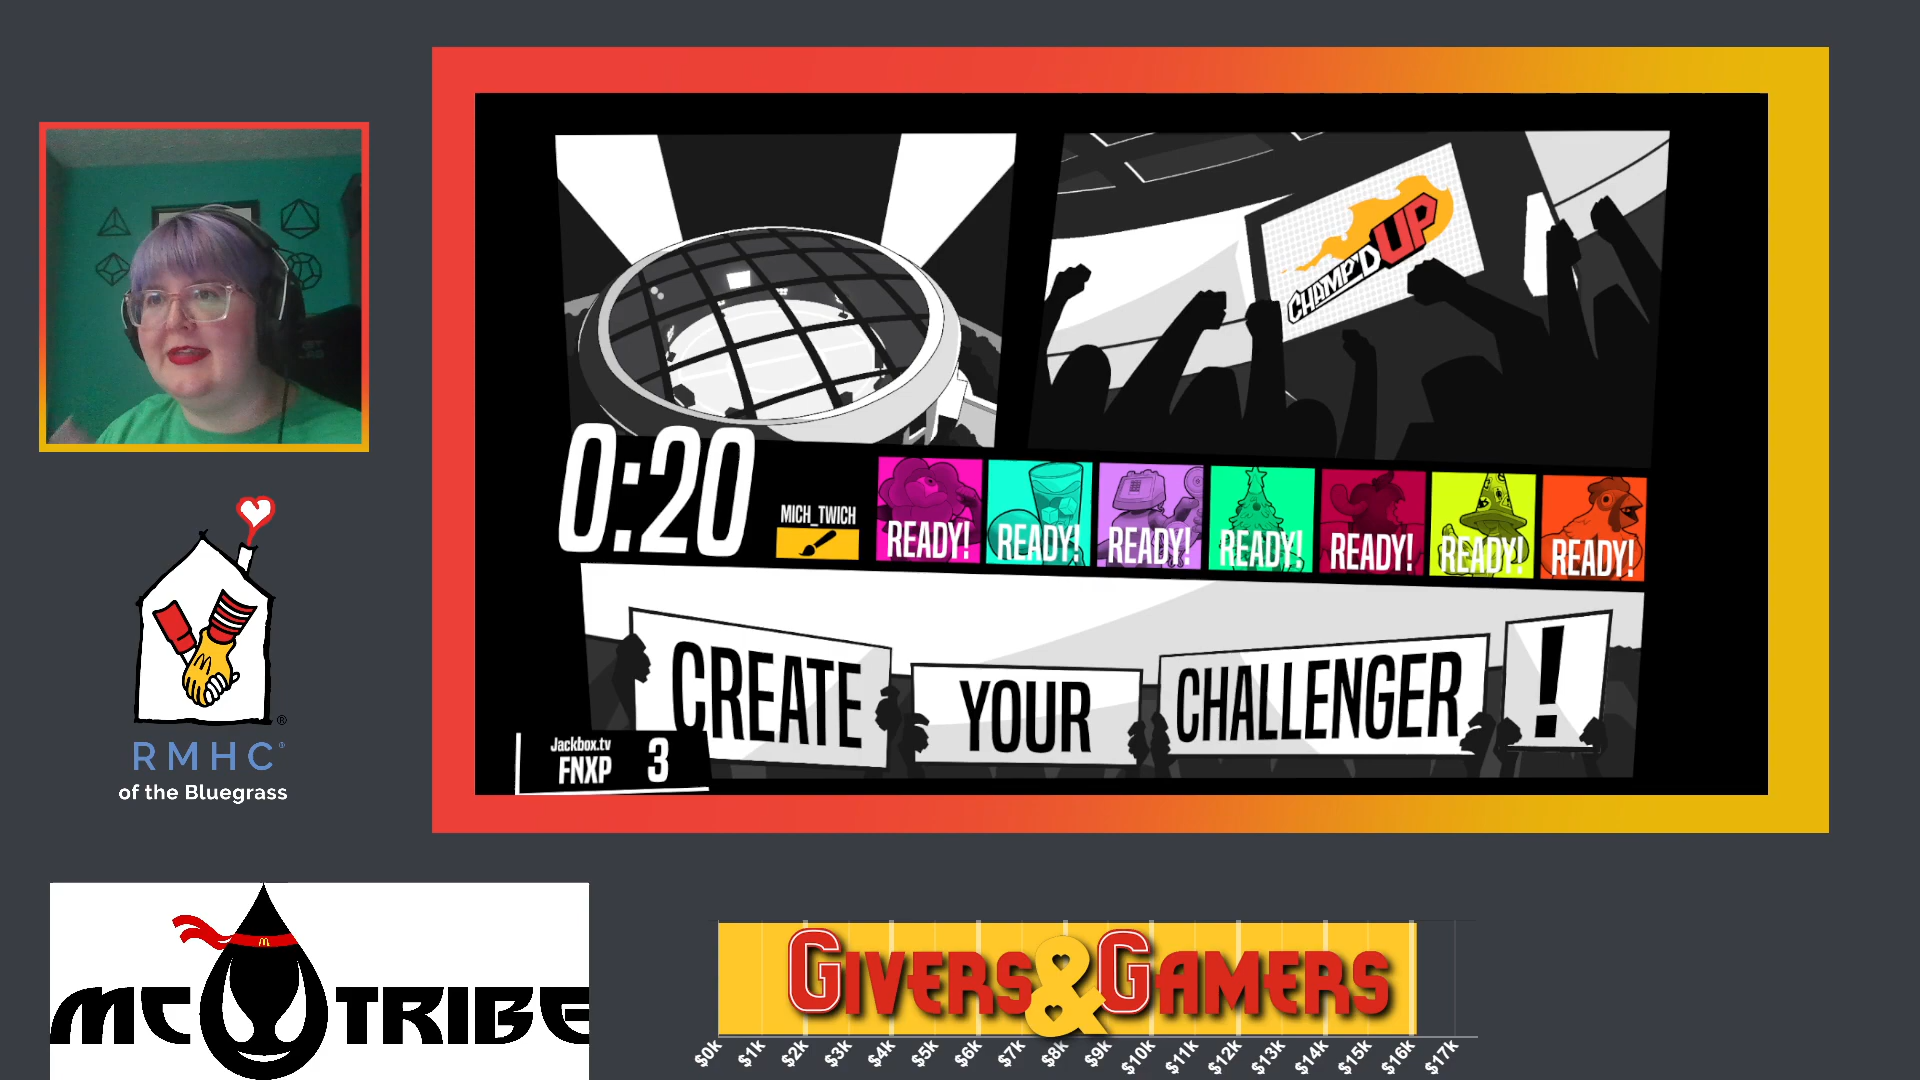 CHAMP'D UP
0:20
MICH_TWICH
READY!
READY!
READY!
READY!
READY!
READY!
READY!
CREATE YOUR CHALLENGER !
Jackbox.tv
FNXP
3
RMHC®
of the Bluegrass
MCTRIBE
GIVERS & GAMERS
$0k $1k $2k $3k $4k $5k $6k $7k $8k $9k $10k $11k $12k $13k $14k $15k $16k $17k